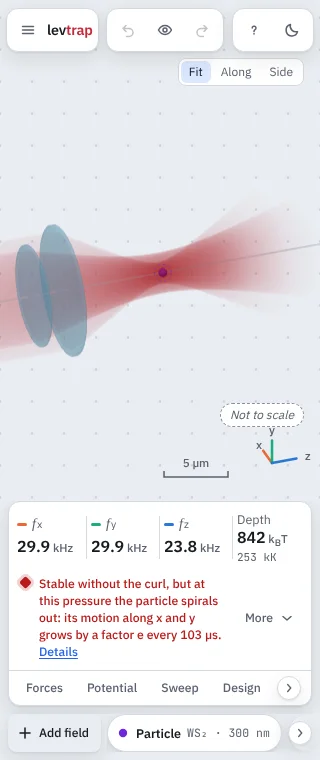 levtrap
?
Fit Along Side
Not to scale
y
x
z
5 µm
fx fy fz Depth
29.9 kHz 29.9 kHz 23.8 kHz 842 kBT
253 kK
Stable without the curl, but at
this pressure the particle spirals
out: its motion along x and y
grows by a factor e every 103 µs.
Details
More
Forces Potential Sweep Design
+ Add field Particle WS₂ · 300 nm